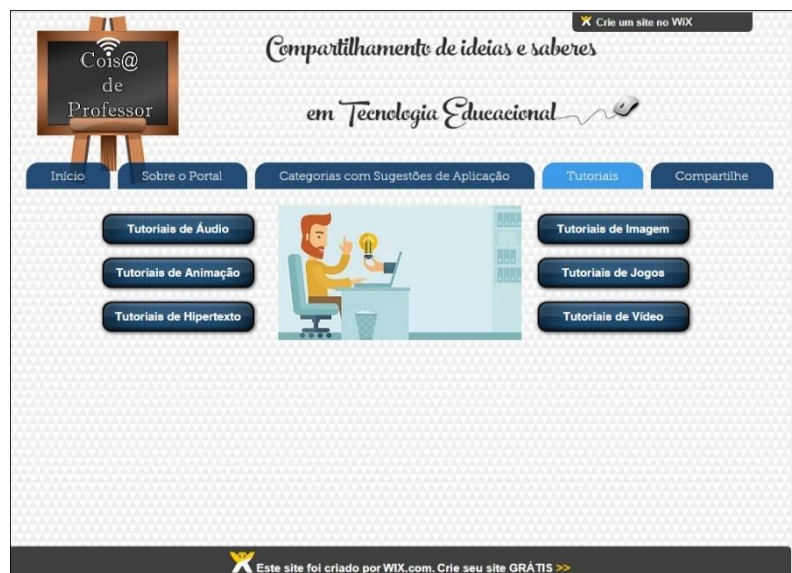 Crie um site no WiX
Cois@
de
Professor
Compartilhamento de ideias e saberes
em Tecnologia Educacional
Início
Sobre o Portal
Categorias com Sugestões de Aplicação
Tutoriais
Compartilhe
Tutoriais de Áudio
Tutoriais de Imagem
Tutoriais de Animação
Tutoriais de Jogos
Tutoriais de Hipertexto
Tutoriais de Vídeo
Este site foi criado por WIX.com. Crie seu site GRÁTIS >>